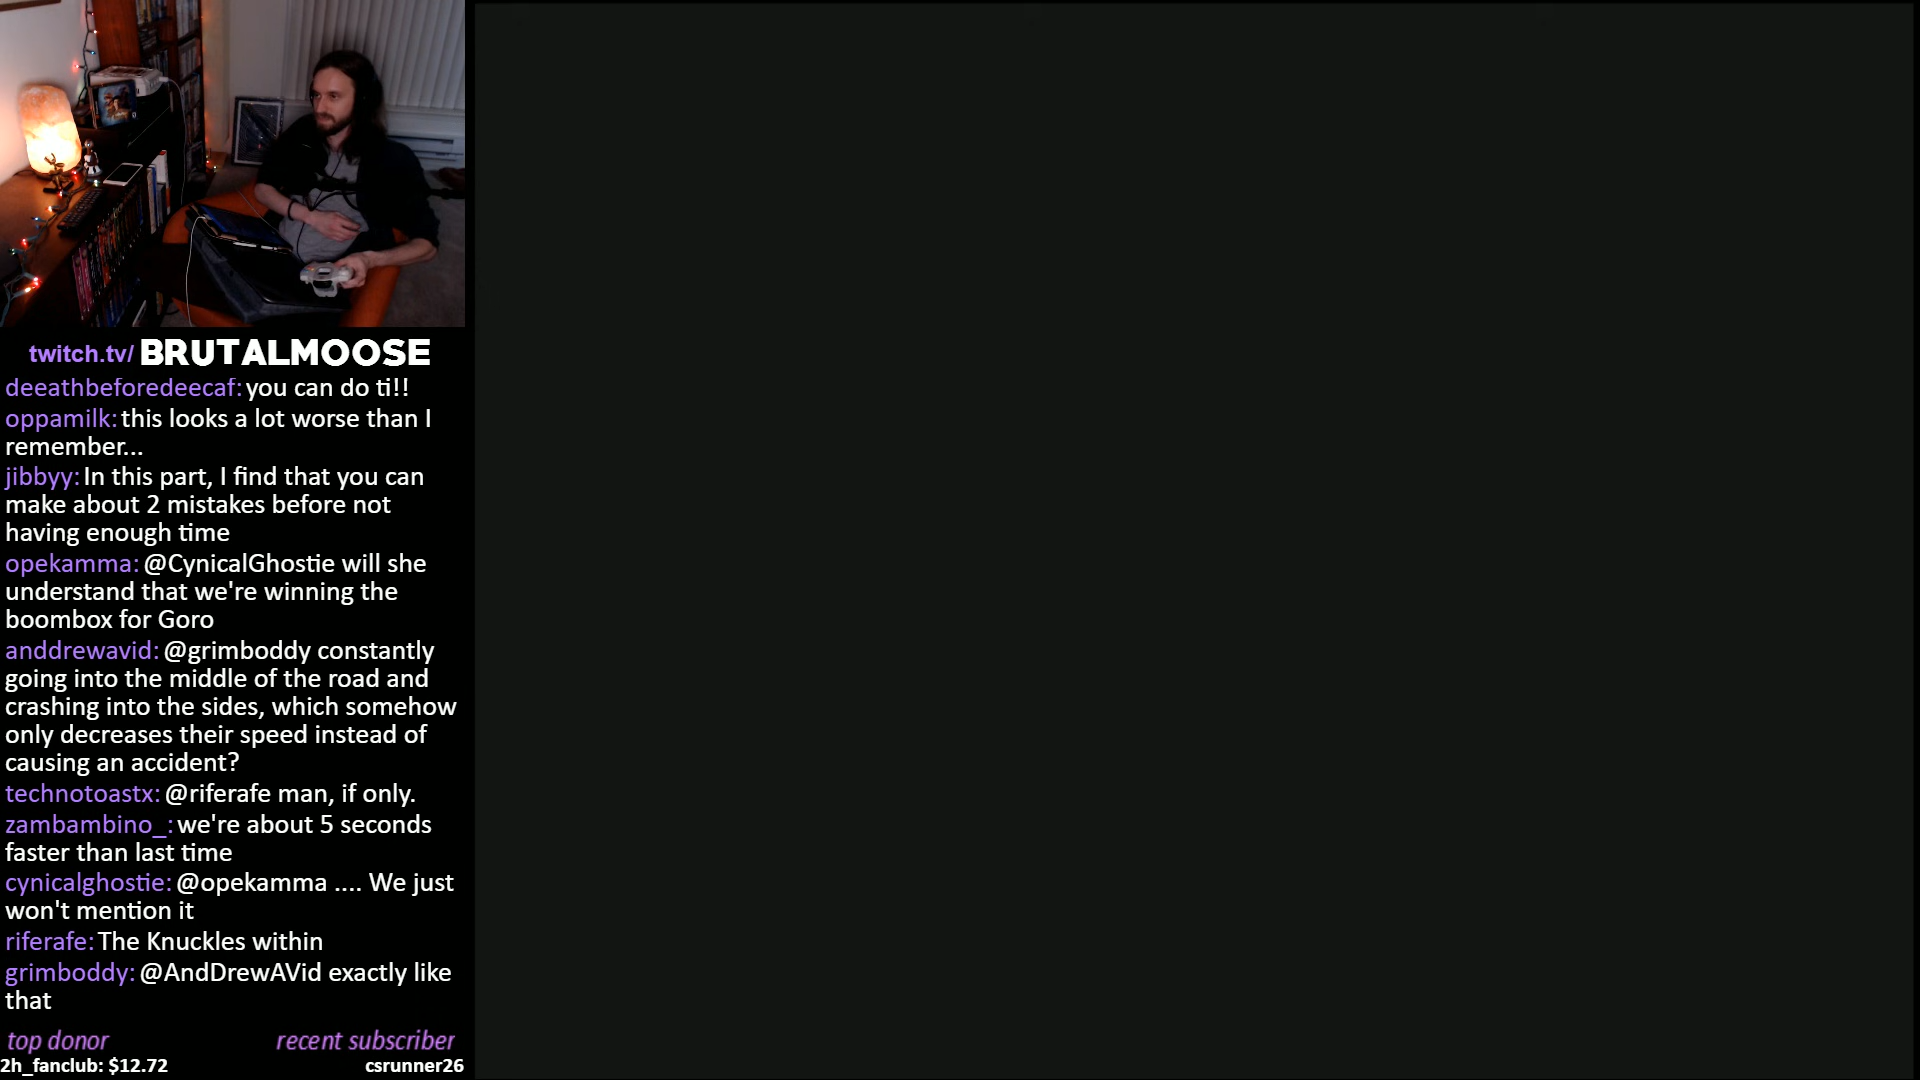 twitch.tv/ BRUTALMOOSE
deeathbeforedeecaf: you can do ti!!
oppamilk: this looks a lot worse than I
remember...
jibbyy: In this part, I find that you can
make about 2 mistakes before not
having enough time
opekamma: @CynicalGhostie will she
understand that we're winning the
boombox for Goro
anddrewavid: @grimboddy constantly
going into the middle of the road and
crashing into the sides, which somehow
only decreases their speed instead of
causing an accident?
technotoastx: @riferafe man, if only.
zambambino_: we're about 5 seconds
faster than last time
cynicalghostie: @opekamma .... We just
won't mention it
riferafe: The Knuckles within
grimboddy: @AndDrewAVid exactly like
that
top donor recent subscriber
2h_fanclub: $12.72 csrunner26